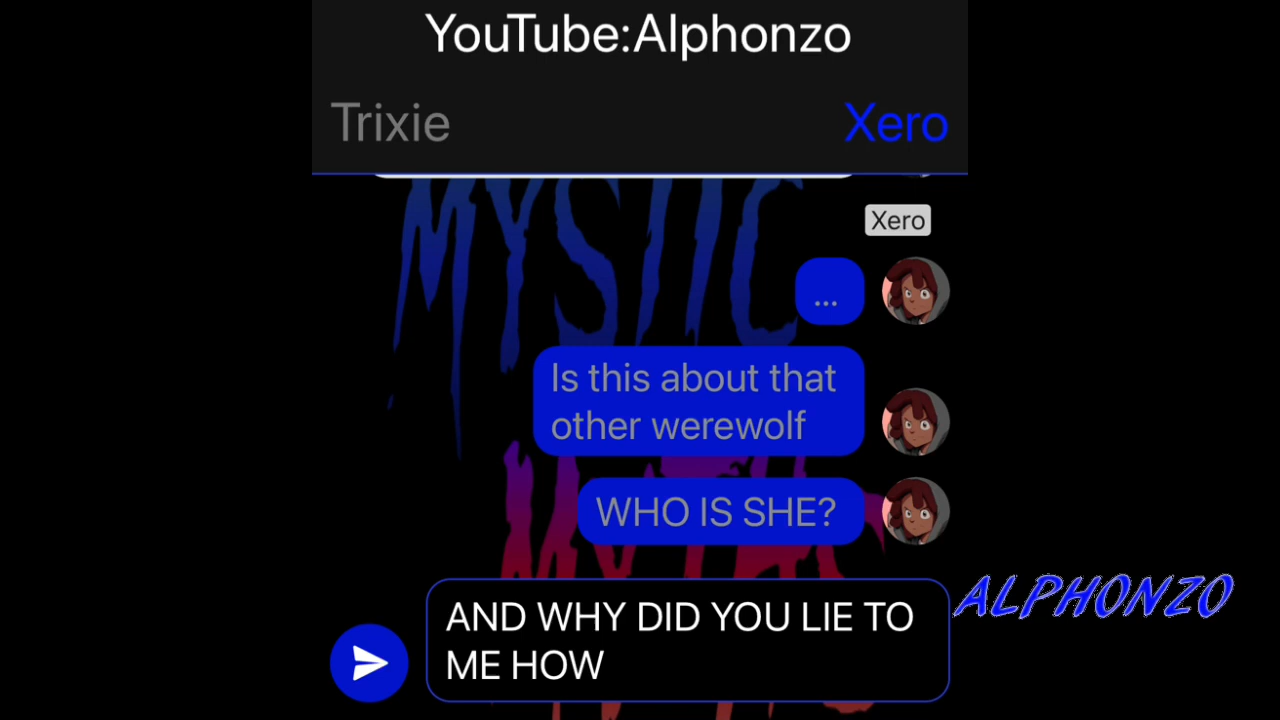 YouTube:Alphonzo
Trixie
Xero
MYSTIC
Xero
...
Is this about that
other werewolf
WHO IS SHE?
AND WHY DID YOU LIE TO
ME HOW
ALPHONZO